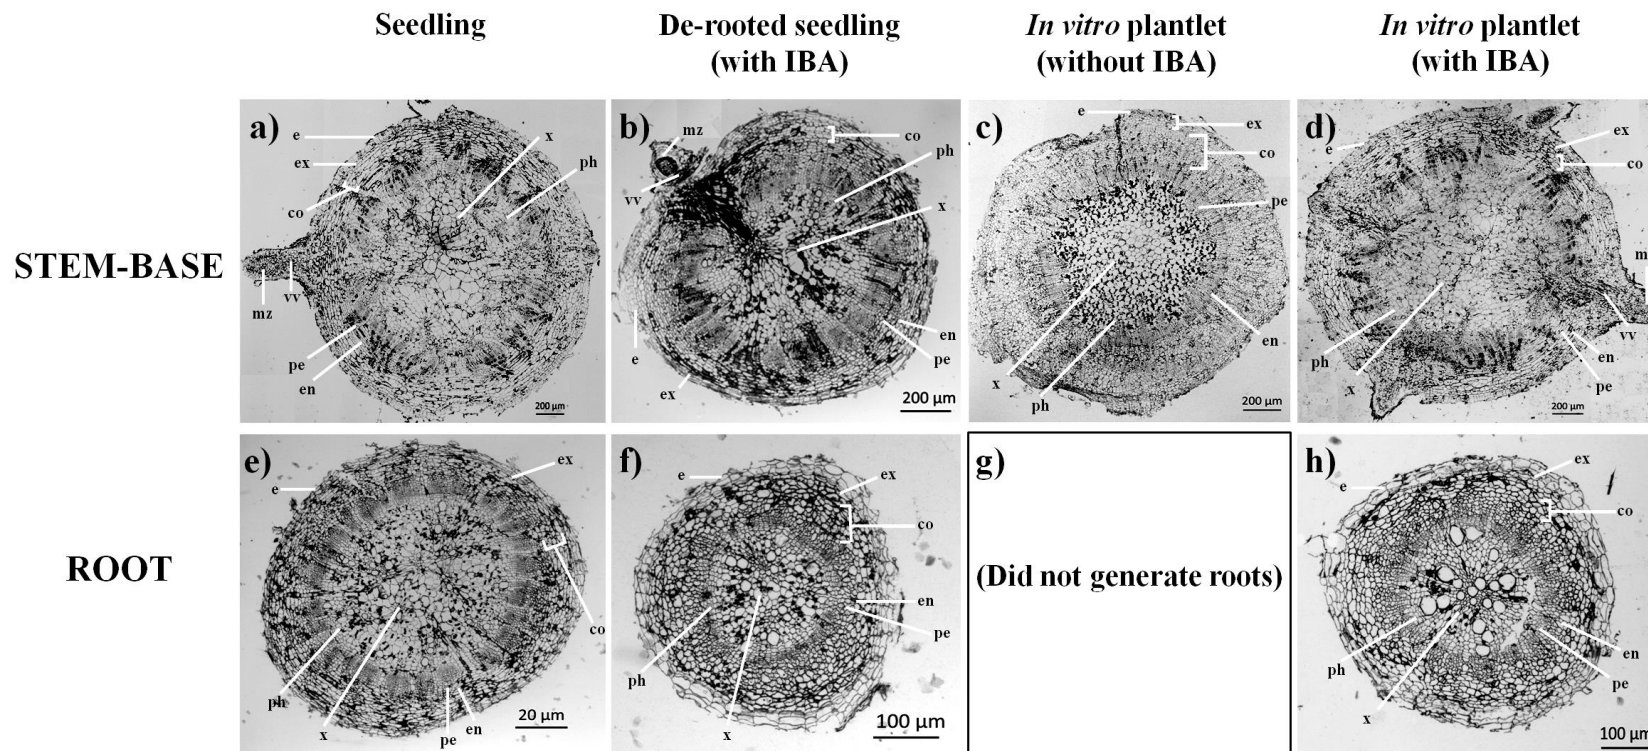 Seedling
De-rooted seedling
(with IBA)
In vitro plantlet
(without IBA)
In vitro plantlet
(with IBA)
STEM-BASE
a)
e
ex
co
x
ph
mz
vv
pe
en
200 µm
b)
mz
vv
co
ph
x
en
pe
e
ex
200 µm
c)
e
ex
co
pe
en
x
ph
200 µm
d)
e
ex
co
m
vv
en
pe
ph
x
200 µm
ROOT
e)
e
ex
co
ph
x
pe
en
20 µm
f)
e
ex
co
en
pe
ph
x
100 µm
g)
(Did not generate roots)
h)
e
ex
co
en
pe
ph
x
100 µm